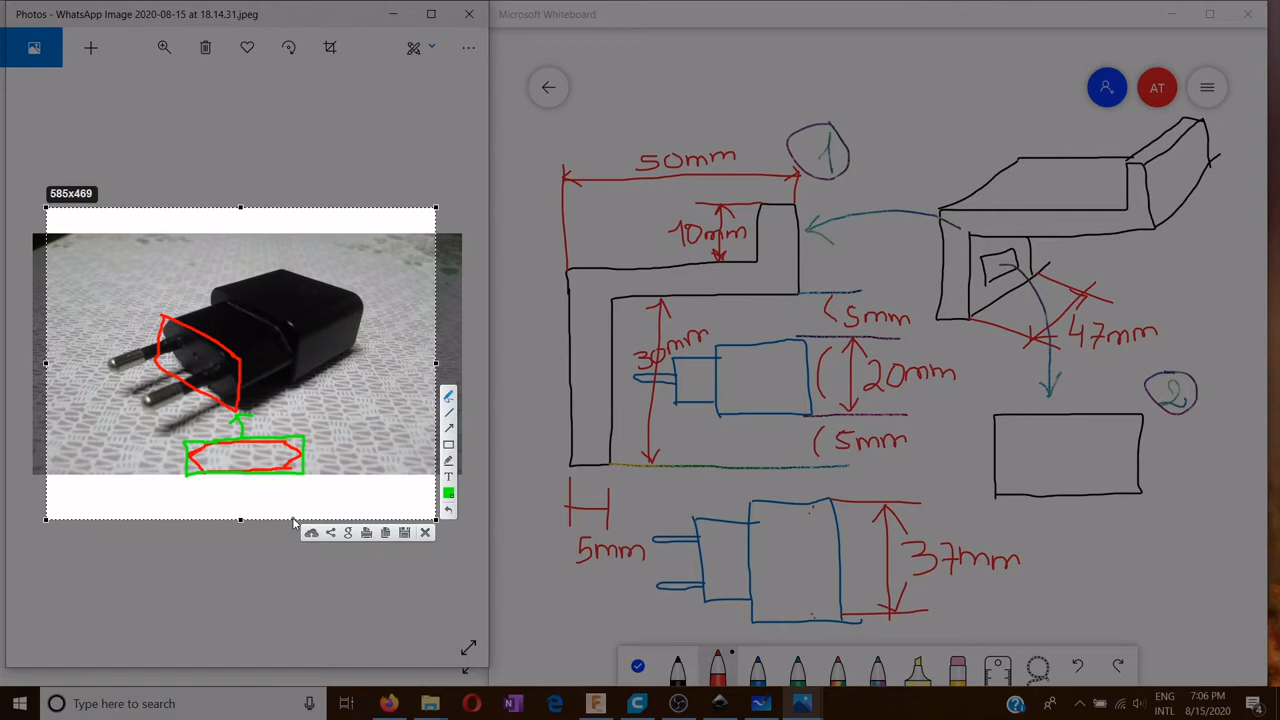 Photos - WhatsApp Image 2020-08-15 at 18.14.31.jpeg
Microsoft Whiteboard
AT
585x469
T
g
1
50mm
10mm
(5mm
30mm
(
20mm
(5mm
47mm
2
5mm
37mm
Type here to search
ENG
INTL
7:06 PM
8/15/2020
4